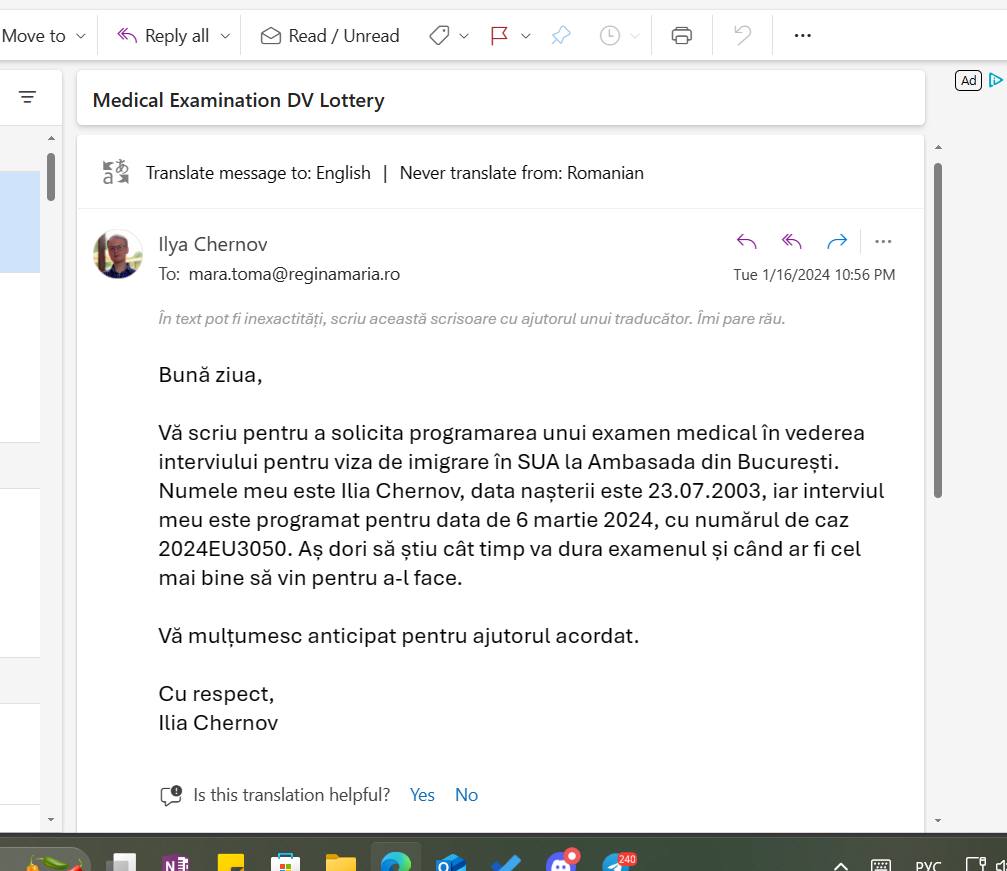 Move to
Reply all
Read / Unread
Medical Examination DV Lottery
Ad
Translate message to: English | Never translate from: Romanian
Ilya Chernov
To: mara.toma@reginamaria.ro
Tue 1/16/2024 10:56 PM
În text pot fi inexactități, scriu această scrisoare cu ajutorul unui traducător. Îmi pare rău.
Bună ziua,
Vă scriu pentru a solicita programarea unui examen medical în vederea
interviului pentru viza de imigrare în SUA la Ambasada din București.
Numele meu este Ilia Chernov, data nașterii este 23.07.2003, iar interviul
meu este programat pentru data de 6 martie 2024, cu numărul de caz
2024EU3050. Aș dori să știu cât timp va dura examenul și când ar fi cel
mai bine să vin pentru a-l face.
Vă mulțumesc anticipat pentru ajutorul acordat.
Cu respect,
Ilia Chernov
Is this translation helpful? Yes No
N
240
РУС